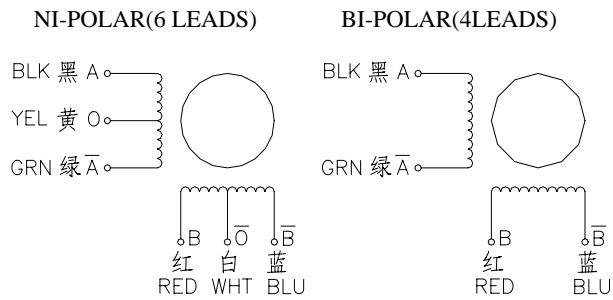 NI-POLAR(6 LEADS)
BI-POLAR(4LEADS)
BLK 黑 A
YEL 黄 O
GRN 绿 A̅
B O̅ B̅
红 白 蓝
RED WHT BLU
BLK 黑 A
GRN 绿 A̅
B B̅
红 蓝
RED BLU